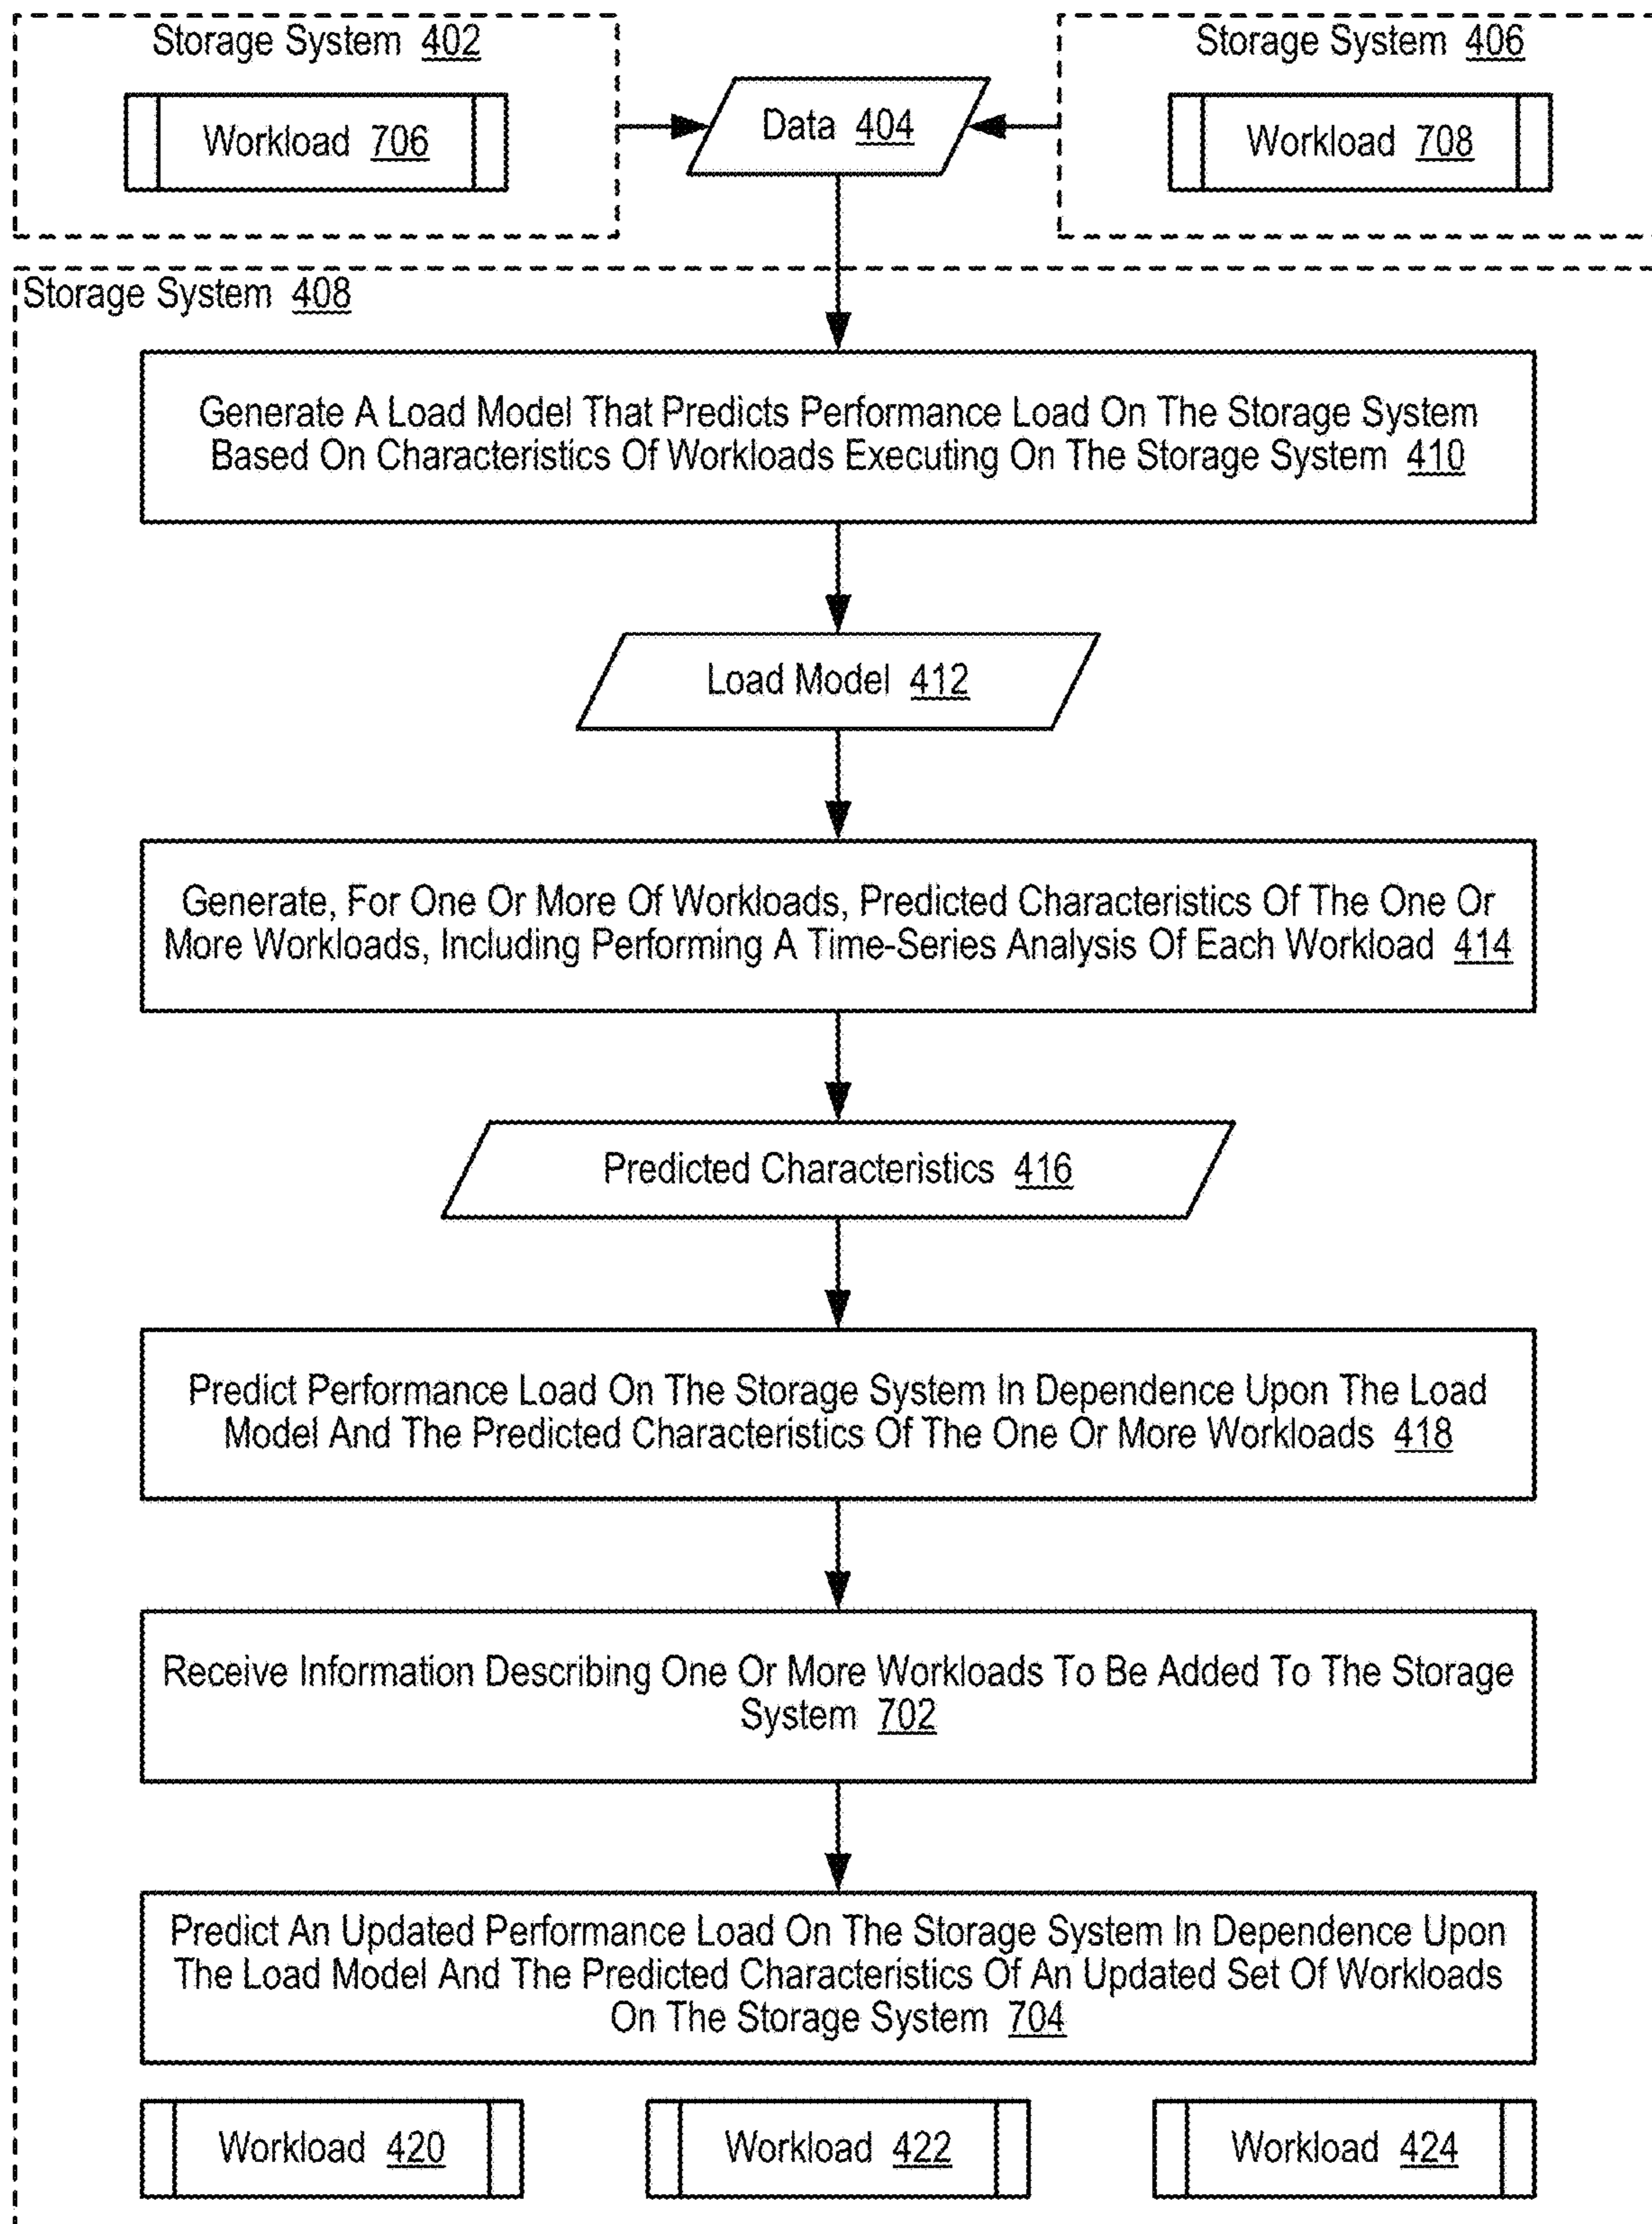 Storage System 402
Storage System 406
Workload 706
Data 404
Workload 708
Storage System 408
Generate A Load Model That Predicts Performance Load On The Storage System
Based On Characteristics Of Workloads Executing On The Storage System 410
Load Model 412
Generate, For One Or More Of Workloads, Predicted Characteristics Of The One Or
More Workloads, Including Performing A Time-Series Analysis Of Each Workload 414
Predicted Characteristics 416
Predict Performance Load On The Storage System In Dependence Upon The Load
Model And The Predicted Characteristics Of The One Or More Workloads 418
Receive Information Describing One Or More Workloads To Be Added To The Storage
System 702
Predict An Updated Performance Load On The Storage System In Dependence Upon
The Load Model And The Predicted Characteristics Of An Updated Set Of Workloads
On The Storage System 704
Workload 420
Workload 422
Workload 424